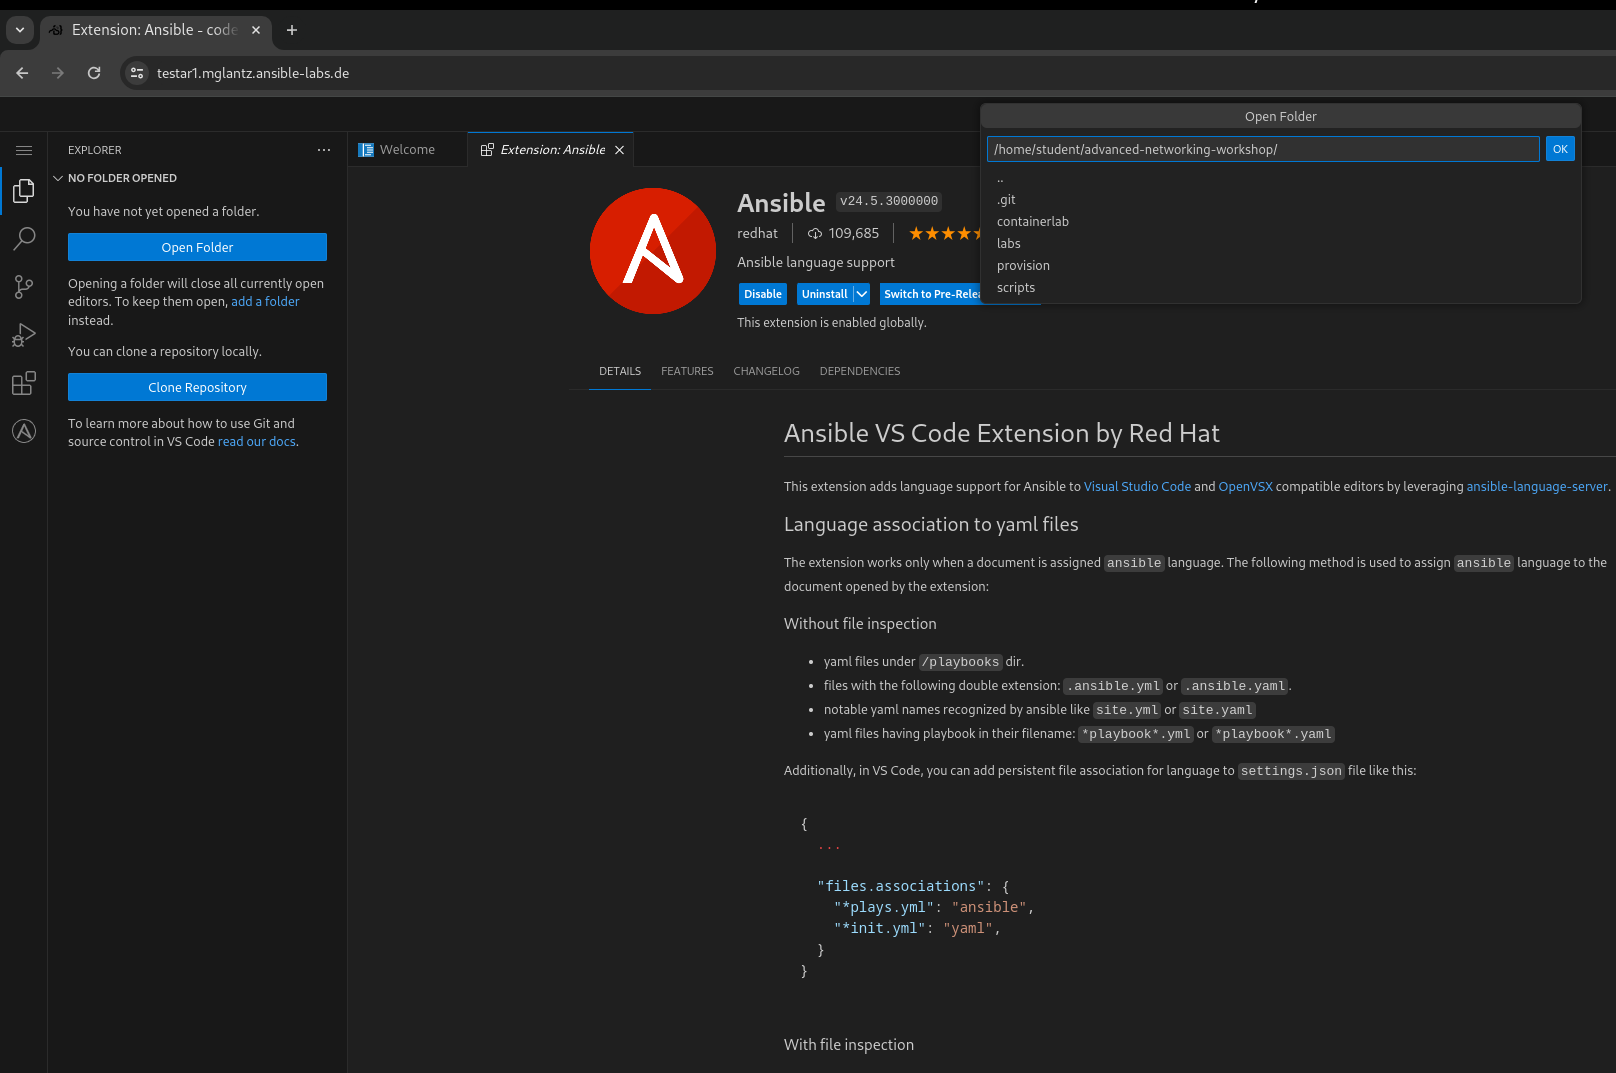 Extension: Ansible - code
testar1.mglantz.ansible-labs.de
Open Folder
/home/student/advanced-networking-workshop/
OK
..
.git
containerlab
labs
provision
scripts
EXPLORER
NO FOLDER OPENED
You have not yet opened a folder.
Open Folder
Opening a folder will close all currently open
editors. To keep them open, add a folder
instead.
You can clone a repository locally.
Clone Repository
To learn more about how to use Git and
source control in VS Code read our docs.
Welcome
Extension: Ansible
Ansible v24.5.3000000
redhat 109,685
Ansible language support
Disable Uninstall Switch to Pre-Relea
This extension is enabled globally.
DETAILS FEATURES CHANGELOG DEPENDENCIES
Ansible VS Code Extension by Red Hat
This extension adds language support for Ansible to Visual Studio Code and OpenVSX compatible editors by leveraging ansible-language-server.
Language association to yaml files
The extension works only when a document is assigned ansible language. The following method is used to assign ansible language to the
document opened by the extension:
Without file inspection
• yaml files under /playbooks dir.
• files with the following double extension: .ansible.yml or .ansible.yaml.
• notable yaml names recognized by ansible like site.yml or site.yaml
• yaml files having playbook in their filename: *playbook*.yml or *playbook*.yaml
Additionally, in VS Code, you can add persistent file association for language to settings.json file like this:
{
...
"files.associations": {
"*plays.yml": "ansible",
"*init.yml": "yaml",
}
}
With file inspection